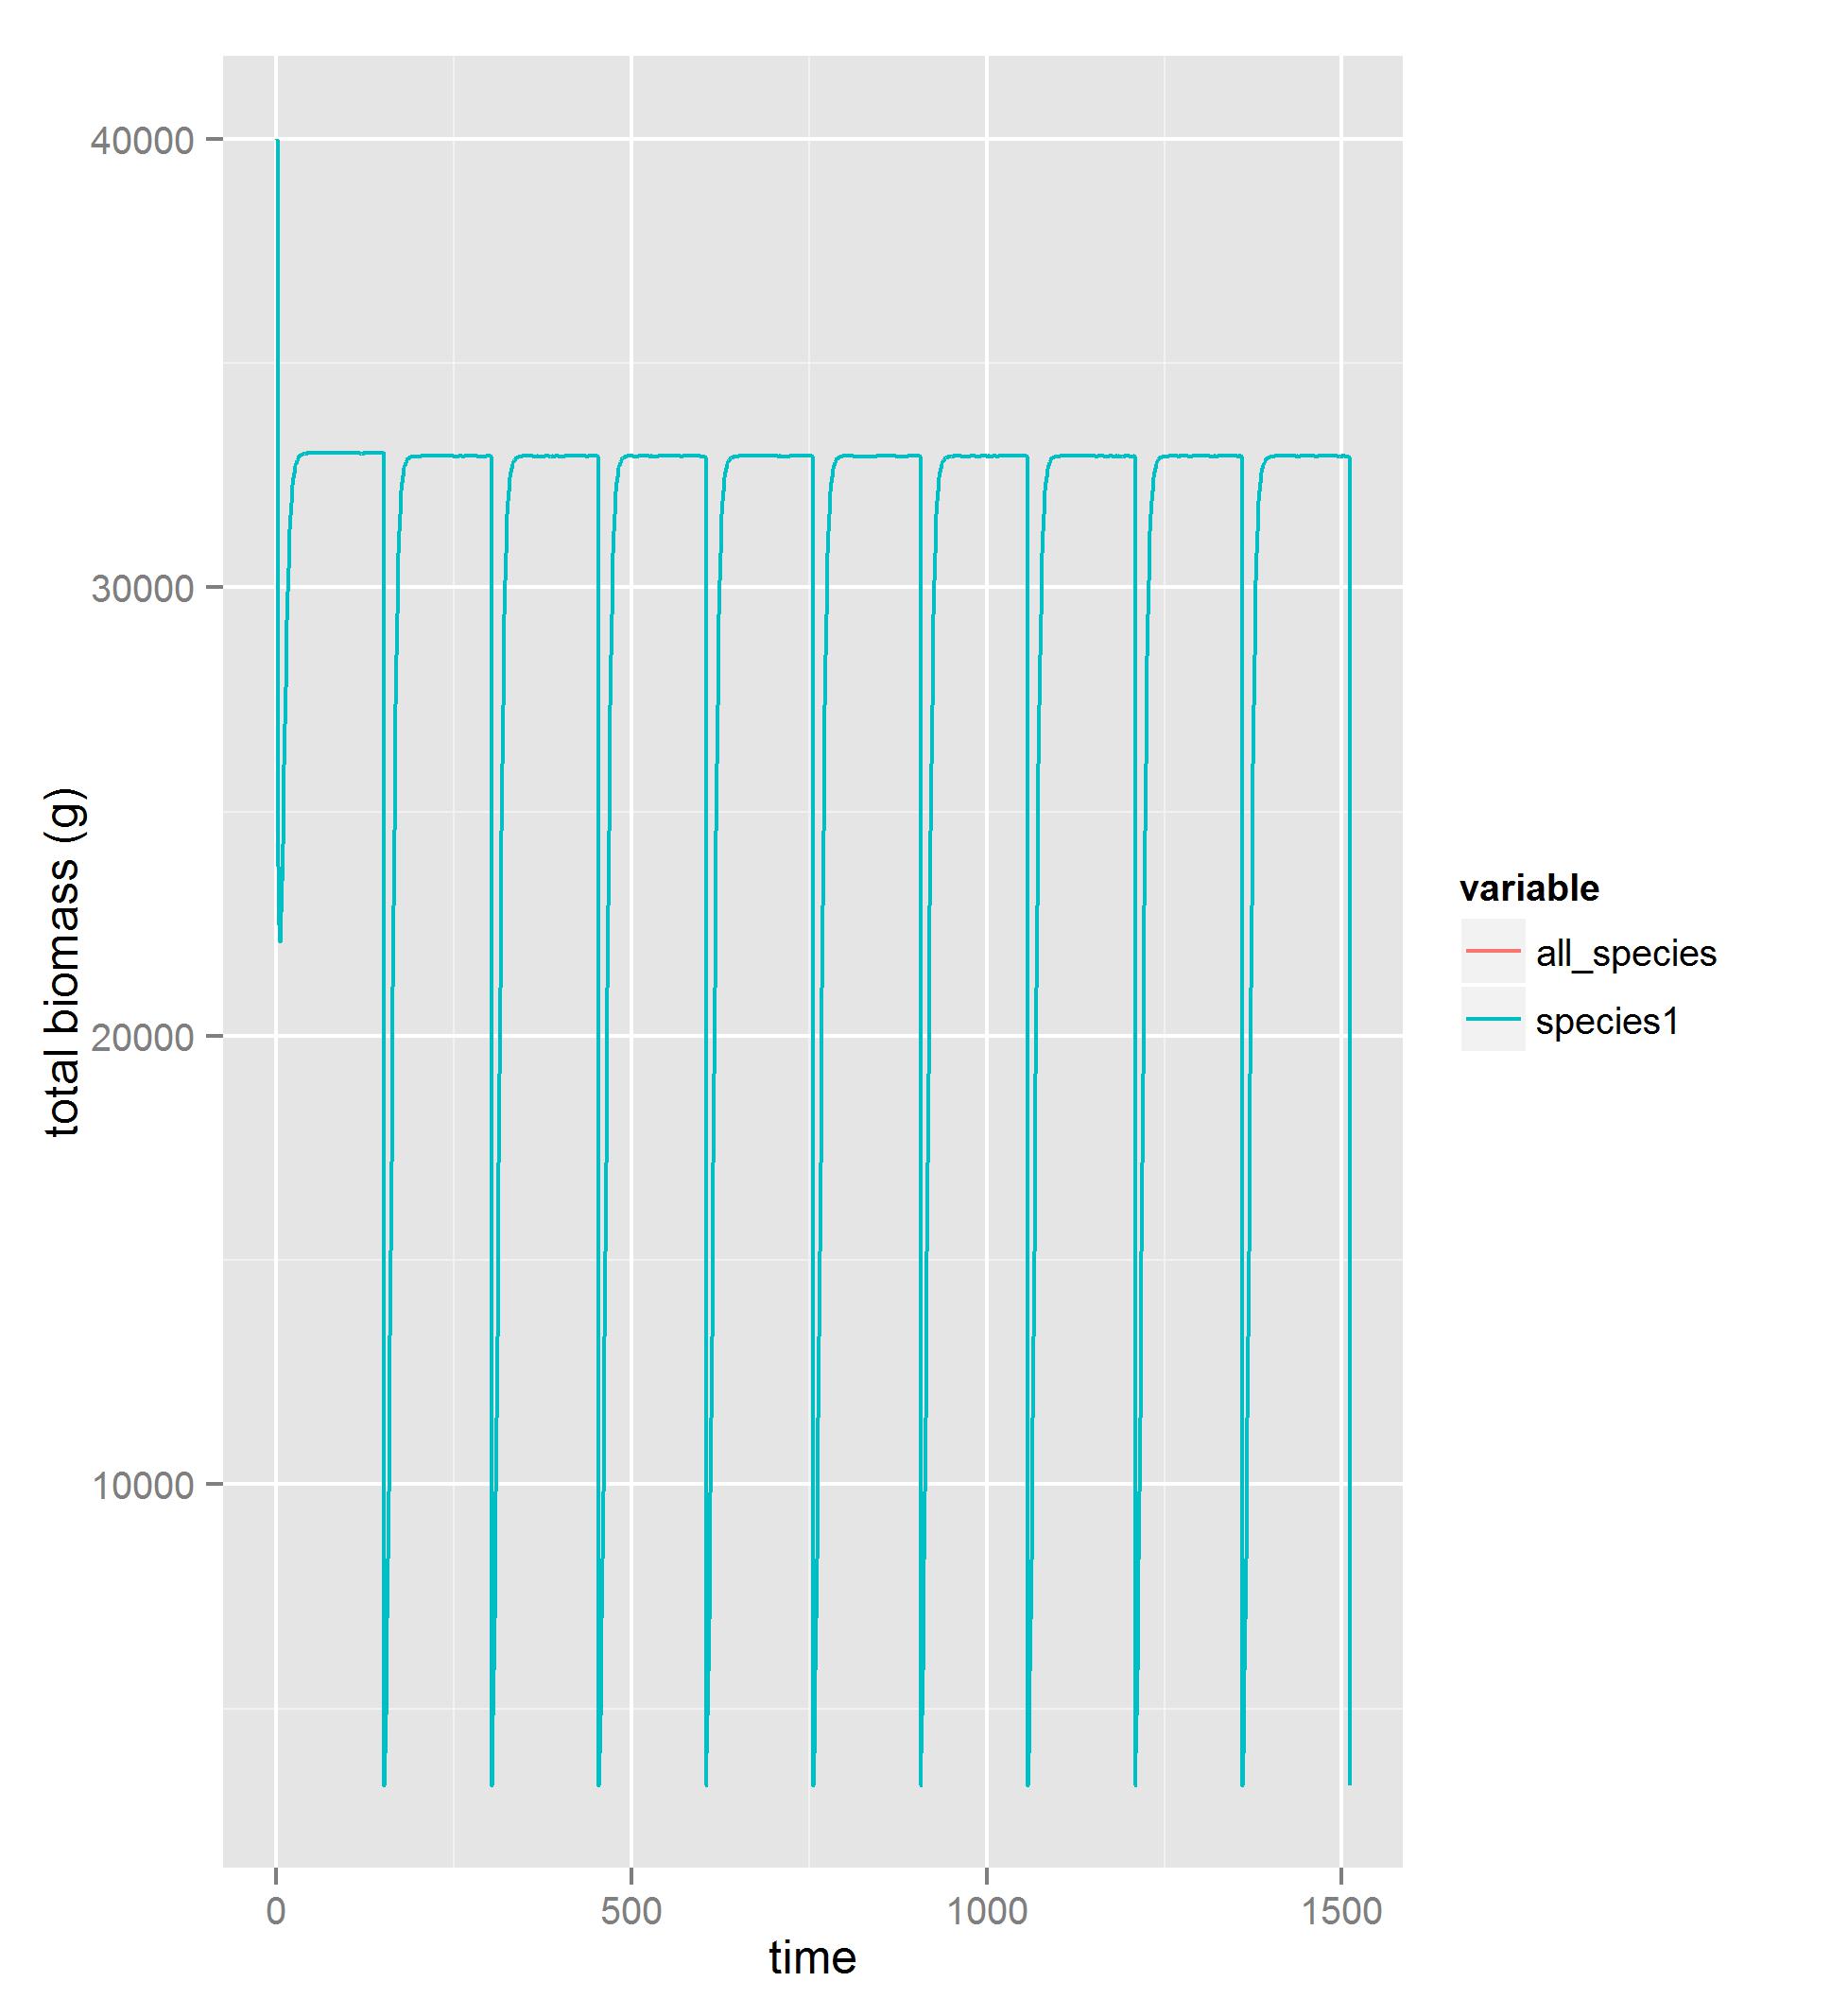 40000
30000
20000
10000
total biomass (g)
0 500 1000 1500
time
variable
all_species
species1